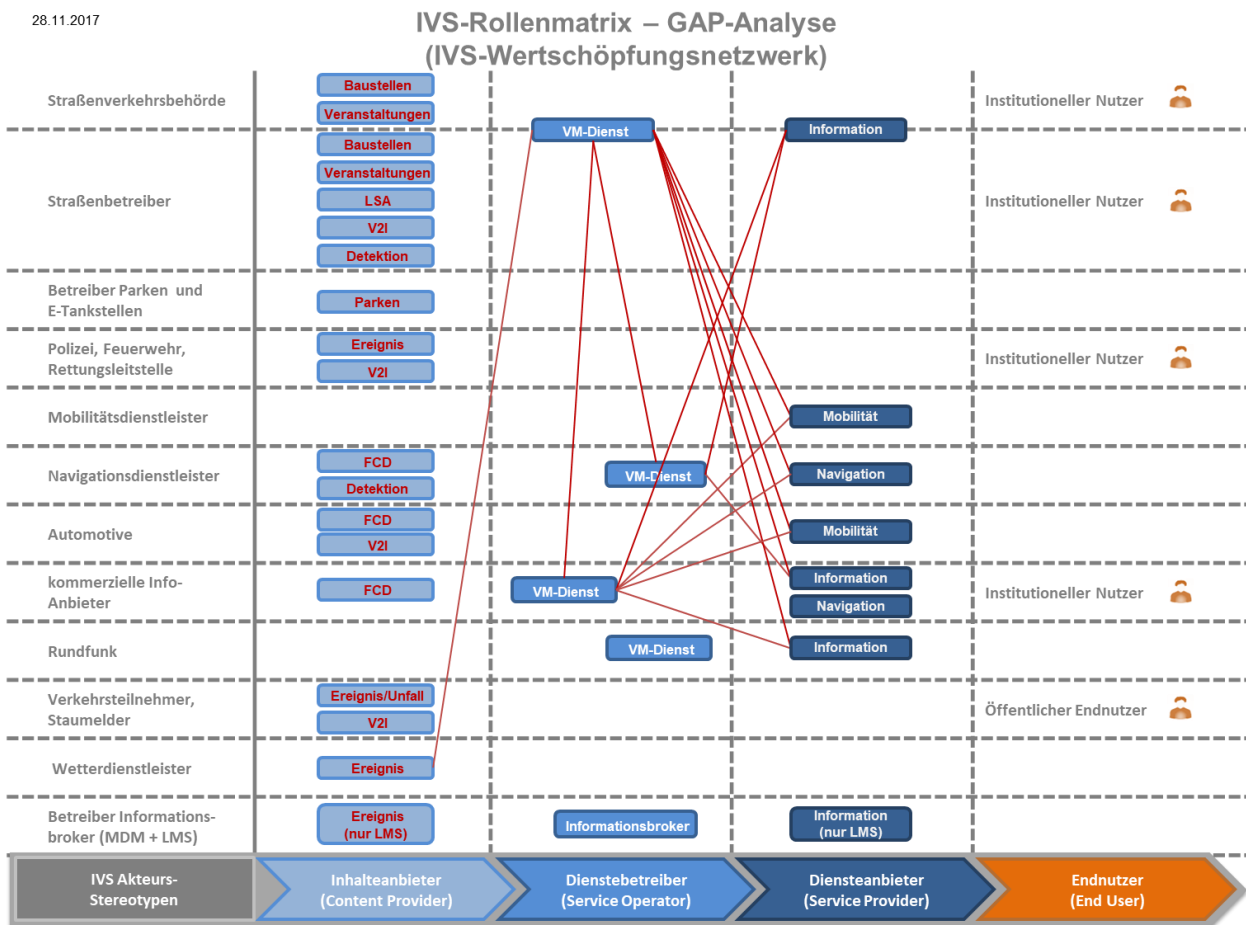 28.11.2017
IVS-Rollenmatrix – GAP-Analyse
(IVS-Wertschöpfungsnetzwerk)
Straßenverkehrsbehörde
Baustellen
Veranstaltungen
VM-Dienst
Information
Institutioneller Nutzer
Straßenbetreiber
Baustellen
Veranstaltungen
LSA
V2I
Detektion
Institutioneller Nutzer
Betreiber Parken und
E-Tankstellen
Parken
Polizei, Feuerwehr,
Rettungsleitstelle
Ereignis
V2I
Institutioneller Nutzer
Mobilitätsdienstleister
Mobilität
Navigationsdienstleister
FCD
Detektion
VM-Dienst
Navigation
Automotive
FCD
V2I
Mobilität
kommerzielle Info-
Anbieter
FCD
VM-Dienst
Information
Navigation
Institutioneller Nutzer
Rundfunk
VM-Dienst
Information
Verkehrsteilnehmer,
Staumelder
Ereignis/Unfall
V2I
Öffentlicher Endnutzer
Wetterdienstleister
Ereignis
Betreiber Informations-
broker (MDM + LMS)
Ereignis
(nur LMS)
Informationsbroker
Information
(nur LMS)
IVS Akteurs-
Stereotypen
Inhalteanbieter
(Content Provider)
Dienstebetreiber
(Service Operator)
Diensteanbieter
(Service Provider)
Endnutzer
(End User)